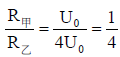 R甲/R乙 = U₀/4U₀ = 1/4